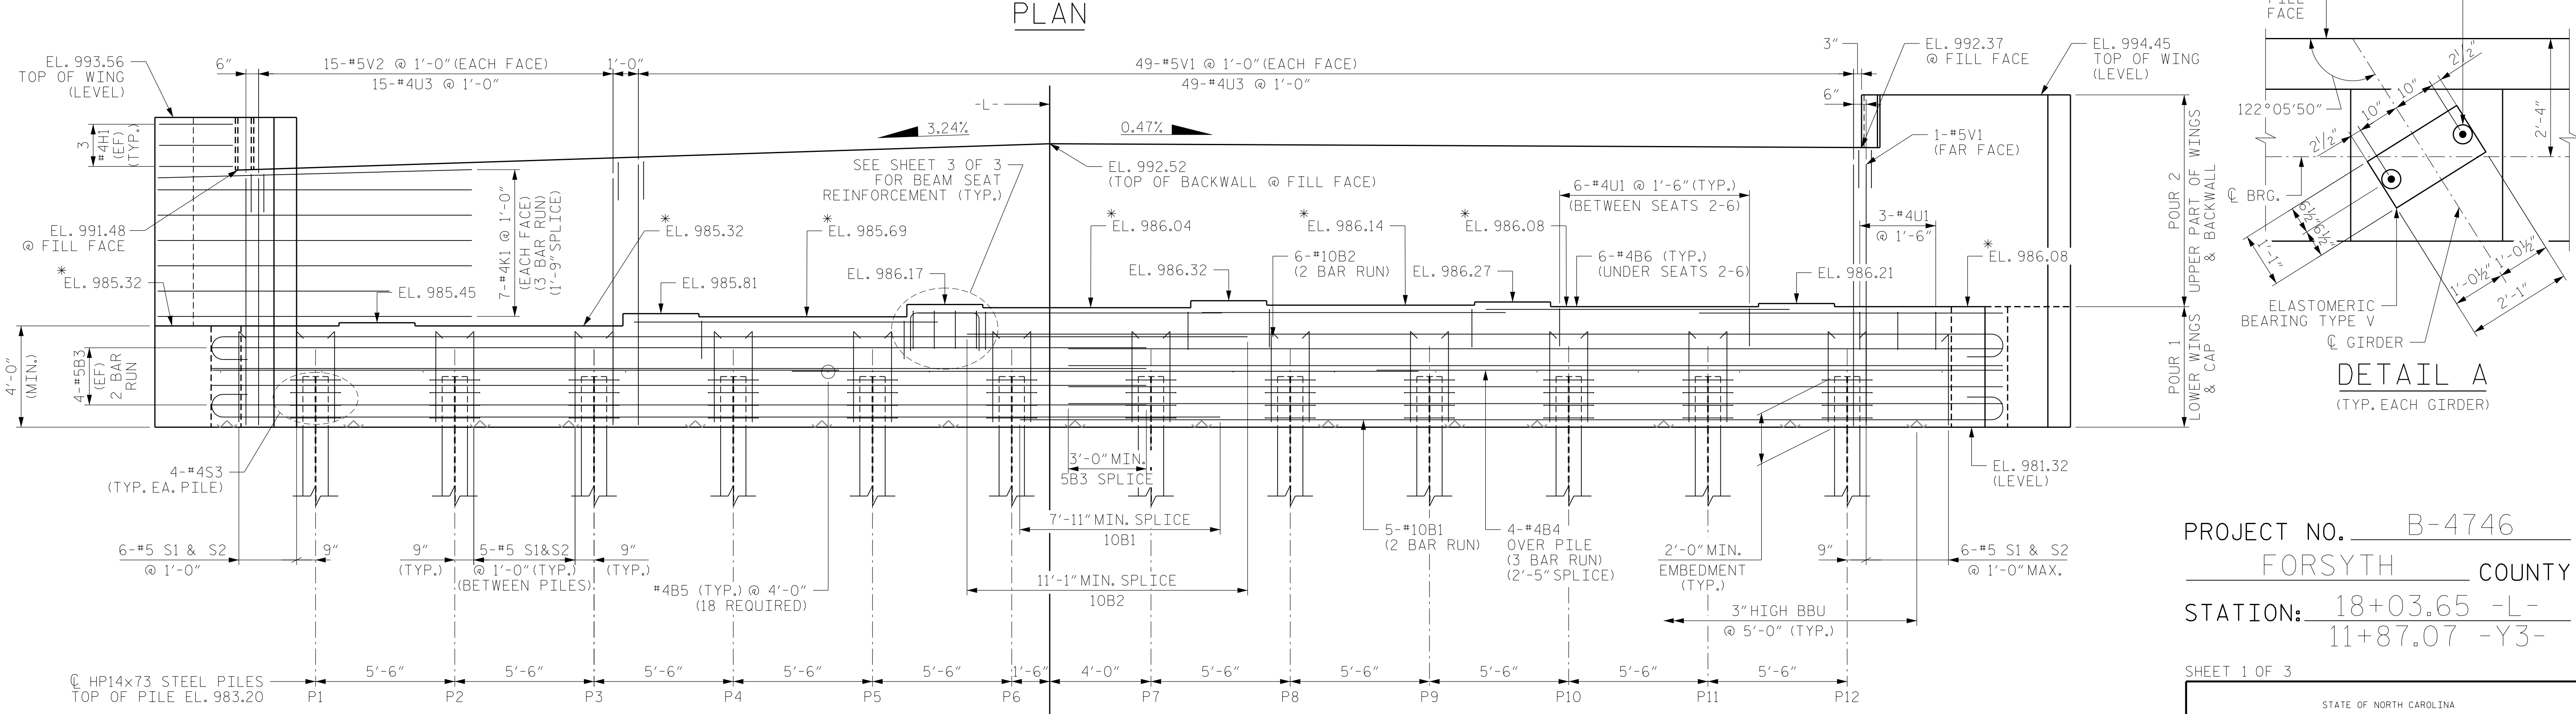 PLAN
EL. 993.56
TOP OF WING
(LEVEL)
6"
15-#5V2 @ 1'-0" (EACH FACE)
15-#4U3 @ 1'-0"
1'-0"
49-#5V1 @ 1'-0" (EACH FACE)
49-#4U3 @ 1'-0"
3"
6"
EL. 992.37
@ FILL FACE
EL. 994.45
TOP OF WING
(LEVEL)
3
#4H1
(EF)
(TYP.)
-L-
3.24%
0.47%
1-#5V1
(FAR FACE)
SEE SHEET 3 OF 3
FOR BEAM SEAT
REINFORCEMENT (TYP.)
EL. 992.52
(TOP OF BACKWALL @ FILL FACE)
EL. 991.48
@ FILL FACE
7-#4K1 @ 1'-0"
(EACH FACE)
(3 BAR RUN)
(1'-9" SPLICE)
6-#4U1 @ 1'-6" (TYP.)
(BETWEEN SEATS 2-6)
3-#4U1
@ 1'-6"
*
EL. 985.32
EL. 985.45
*
EL. 985.32
EL. 985.81
*
EL. 985.69
EL. 986.17
*
EL. 986.04
EL. 986.32
*
EL. 986.14
6-#10B2
(2 BAR RUN)
EL. 986.27
*
EL. 986.08
6-#4B6 (TYP.)
(UNDER SEATS 2-6)
EL. 986.21
*
EL. 986.08
POUR 2
UPPER PART OF WINGS
& BACKWALL
POUR 1
LOWER WINGS
& CAP
4'-0"
(MIN.)
4-#5B3
(EF)
2 BAR
RUN
4-#4S3
(TYP. EA. PILE)
3'-0" MIN.
5B3 SPLICE
EL. 981.32
(LEVEL)
6-#5 S1 & S2
@ 1'-0"
9"
9"
(TYP.)
5-#5 S1&S2
@ 1'-0" (TYP.)
(BETWEEN PILES)
9"
(TYP.)
#4B5 (TYP.) @ 4'-0"
(18 REQUIRED)
7'-11" MIN. SPLICE
10B1
11'-1" MIN. SPLICE
10B2
5-#10B1
(2 BAR RUN)
4-#4B4
OVER PILE
(3 BAR RUN)
(2'-5" SPLICE)
2'-0" MIN.
EMBEDMENT
(TYP.)
9"
6-#5 S1 & S2
@ 1'-0" MAX.
3" HIGH BBU
@ 5'-0" (TYP.)
℄ HP14x73 STEEL PILES
TOP OF PILE EL. 983.20
5'-6"
5'-6"
5'-6"
5'-6"
5'-6"
1'-6"
4'-0"
5'-6"
5'-6"
5'-6"
5'-6"
5'-6"
P1
P2
P3
P4
P5
P6
P7
P8
P9
P10
P11
P12
FACE
122°05'50"
2 1/2"
10"
10"
2 1/2"
2'-4"
℄ BRG.
6 1/2"
6 1/2"
1'-1"
1'-0 1/2"
1'-0 1/2"
2'-1"
ELASTOMERIC
BEARING TYPE V
℄ GIRDER
DETAIL A
(TYP. EACH GIRDER)
PROJECT NO. B-4746
FORSYTH COUNTY
STATION: 18+03.65 -L-
11+87.07 -Y3-
SHEET 1 OF 3
STATE OF NORTH CAROLINA